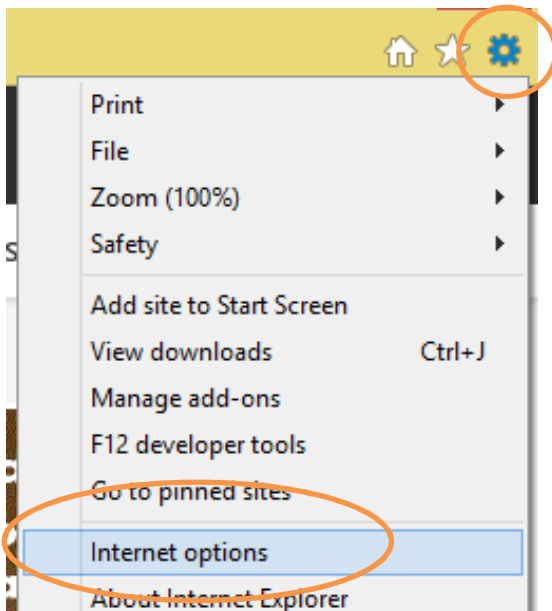 Print
File
Zoom (100%)
Safety
Add site to Start Screen
View downloads Ctrl+J
Manage add-ons
F12 developer tools
Go to pinned sites
Internet options
About Internet Explorer